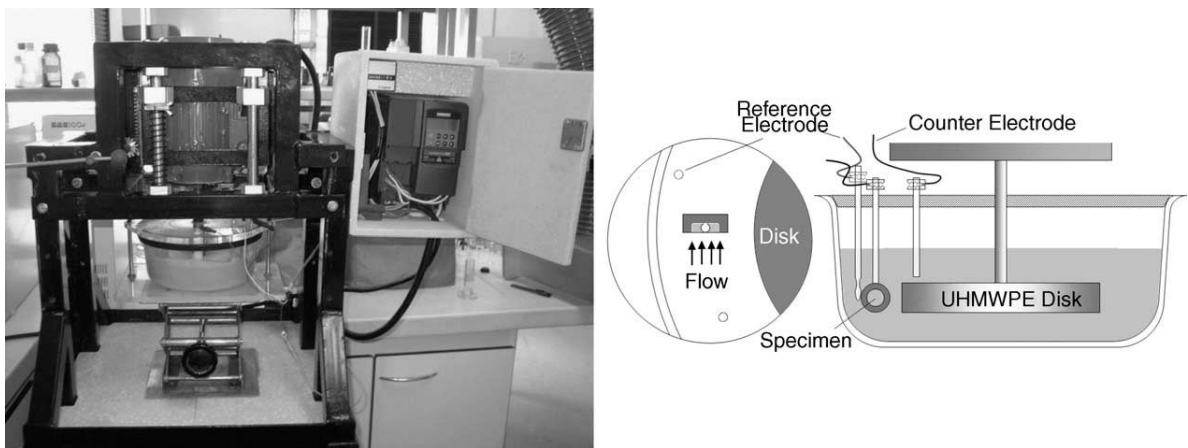 Reference
Electrode
Counter Electrode
Disk
Flow
UHMWPE Disk
Specimen